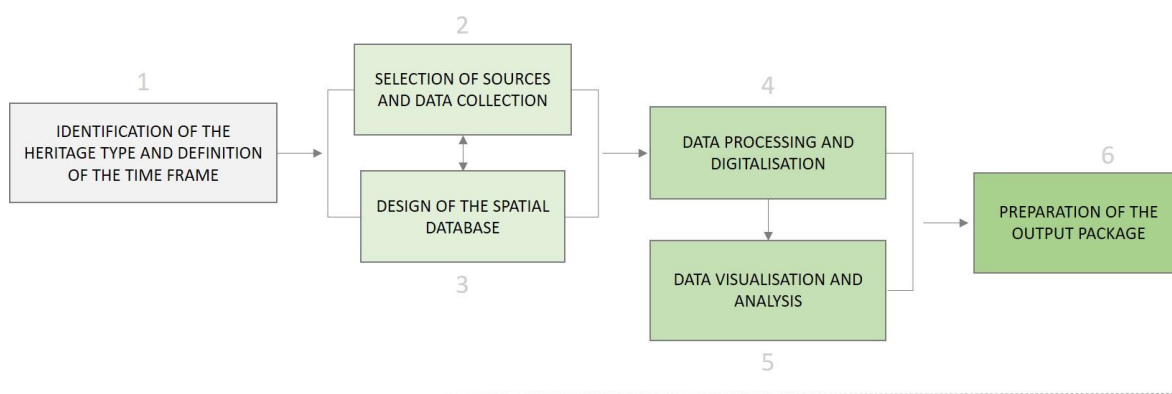 1
IDENTIFICATION OF THE
HERITAGE TYPE AND DEFINITION
OF THE TIME FRAME
2
SELECTION OF SOURCES
AND DATA COLLECTION
DESIGN OF THE SPATIAL
DATABASE
3
4
DATA PROCESSING AND
DIGITALISATION
DATA VISUALISATION AND
ANALYSIS
5
6
PREPARATION OF THE
OUTPUT PACKAGE